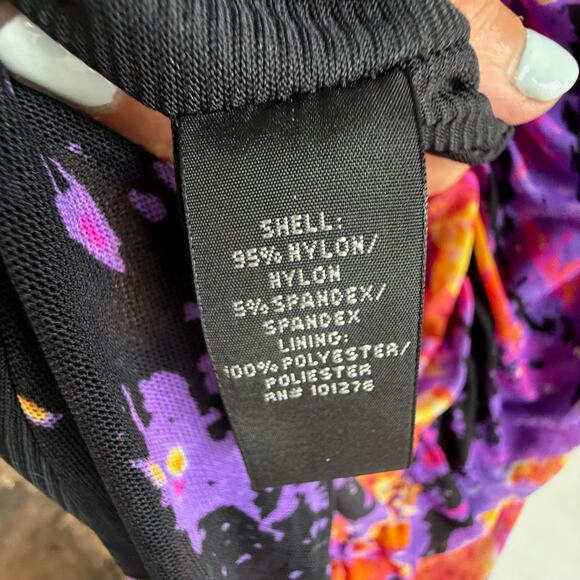 SHELL:
95% NYLON/
NYLON
5% SPANDEX/
SPANDEX
LINING:
100% POLYESTER/
POLIESTER
RN# 101276